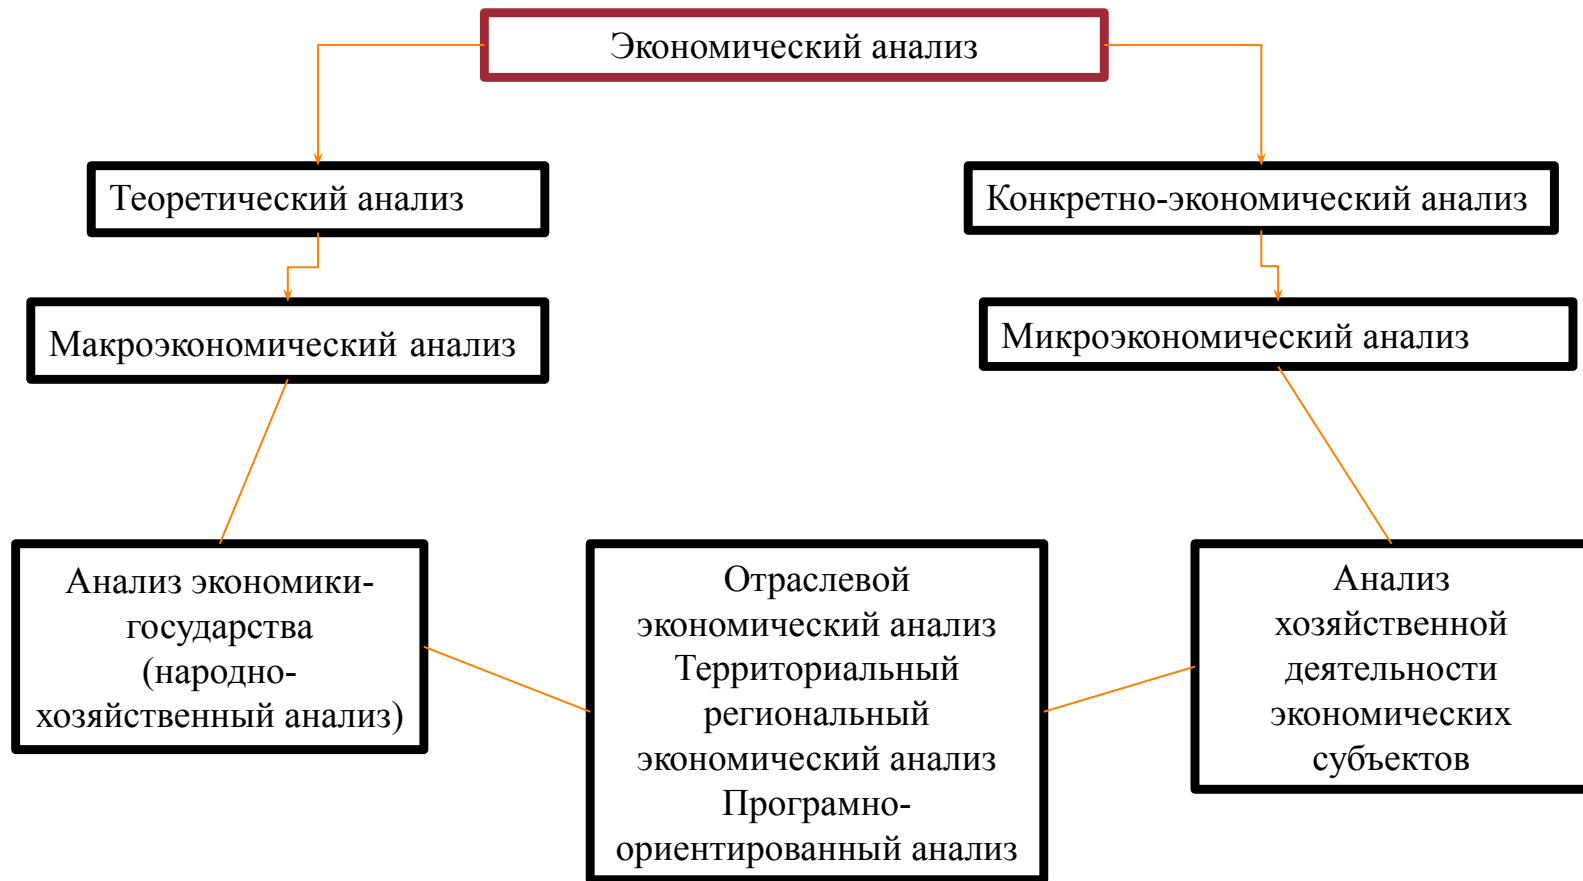 Экономический анализ
Теоретический анализ
Конкретно-экономический анализ
Макроэкономический анализ
Микроэкономический анализ
Анализ экономики-
государства
(народно-
хозяйственный анализ)
Отраслевой
экономический анализ
Территориальный
региональный
экономический анализ
Програмно-
ориентированный анализ
Анализ
хозяйственной
деятельности
экономических
субъектов